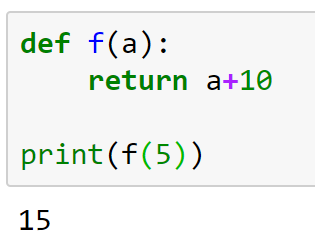 def f(a):
    return a+10
print(f(5))
15